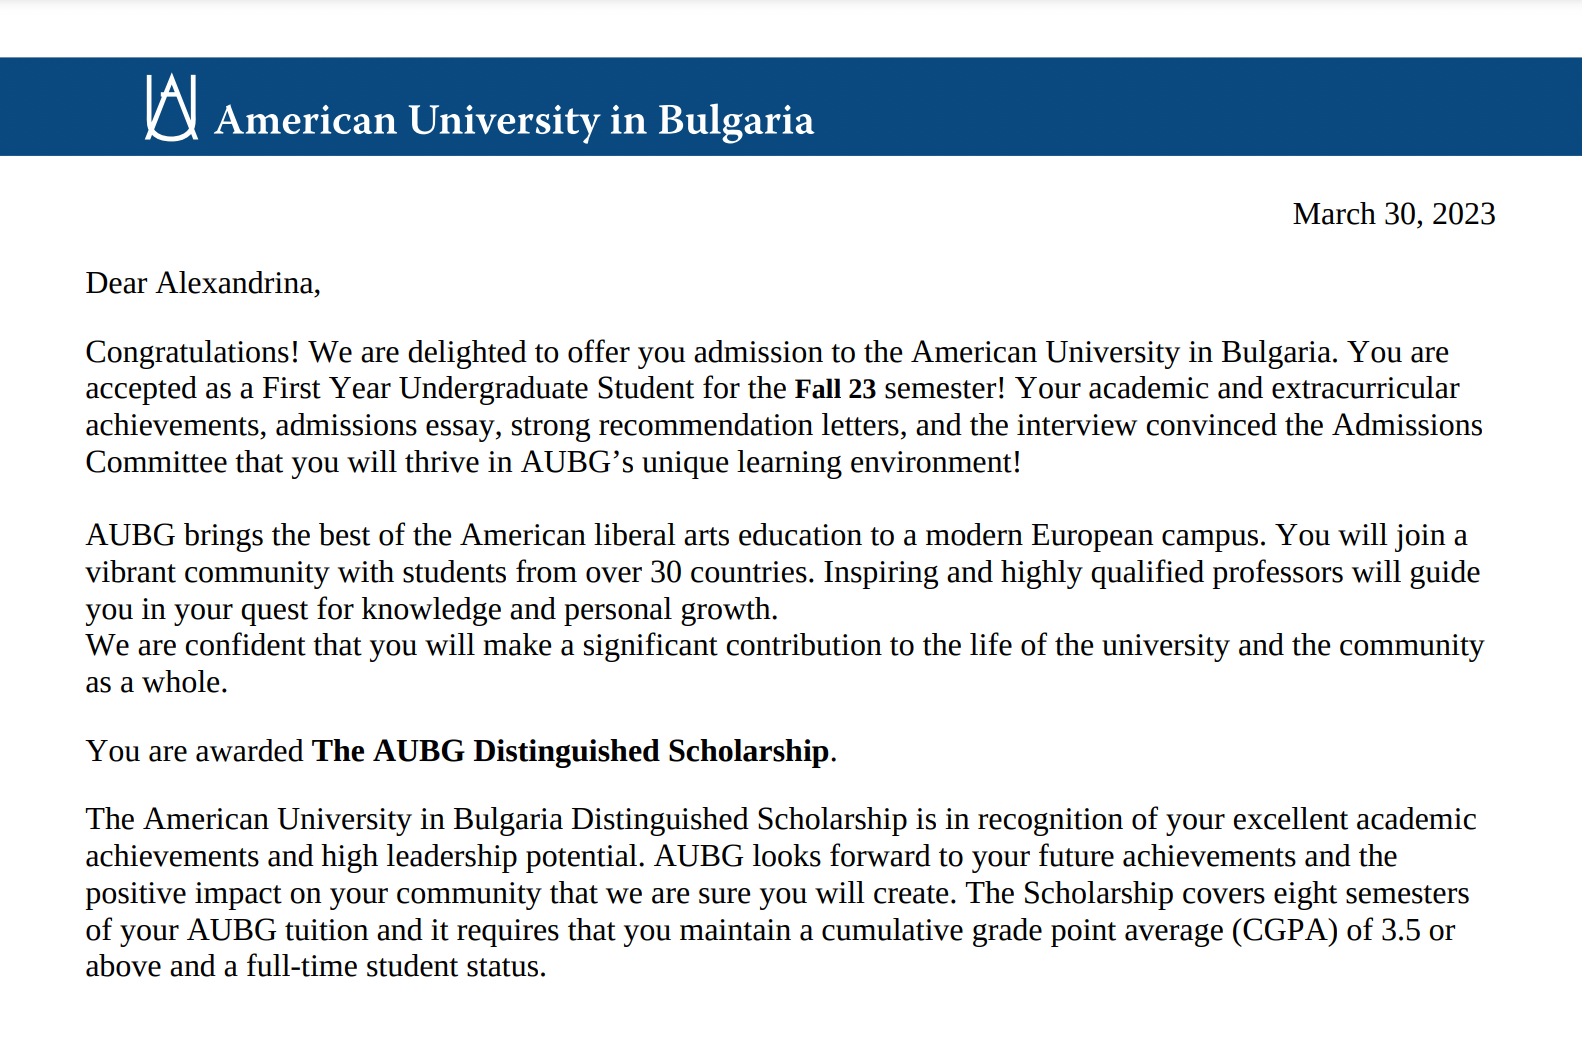 American University in Bulgaria
March 30, 2023
Dear Alexandrina,
Congratulations! We are delighted to offer you admission to the American University in Bulgaria. You are
accepted as a First Year Undergraduate Student for the Fall 23 semester! Your academic and extracurricular
achievements, admissions essay, strong recommendation letters, and the interview convinced the Admissions
Committee that you will thrive in AUBG’s unique learning environment!
AUBG brings the best of the American liberal arts education to a modern European campus. You will join a
vibrant community with students from over 30 countries. Inspiring and highly qualified professors will guide
you in your quest for knowledge and personal growth.
We are confident that you will make a significant contribution to the life of the university and the community
as a whole.
You are awarded The AUBG Distinguished Scholarship.
The American University in Bulgaria Distinguished Scholarship is in recognition of your excellent academic
achievements and high leadership potential. AUBG looks forward to your future achievements and the
positive impact on your community that we are sure you will create. The Scholarship covers eight semesters
of your AUBG tuition and it requires that you maintain a cumulative grade point average (CGPA) of 3.5 or
above and a full-time student status.